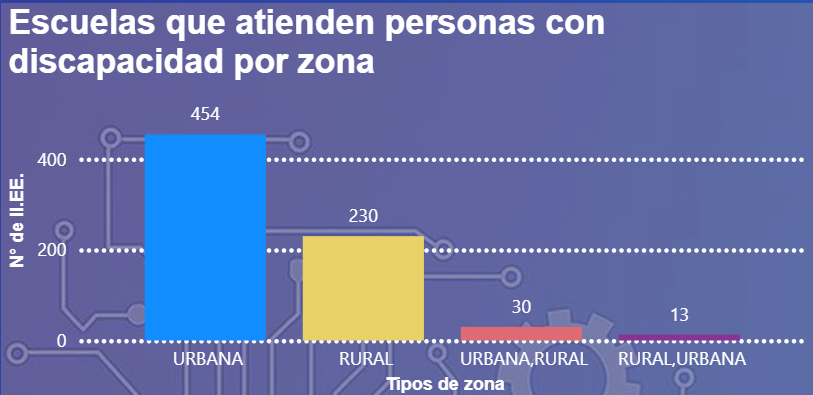 Escuelas que atienden personas con
discapacidad por zona
454
400
230
N° de II.EE.
200
30
13
0
URBANA
RURAL
URBANA,RURAL
RURAL,URBANA
Tipos de zona